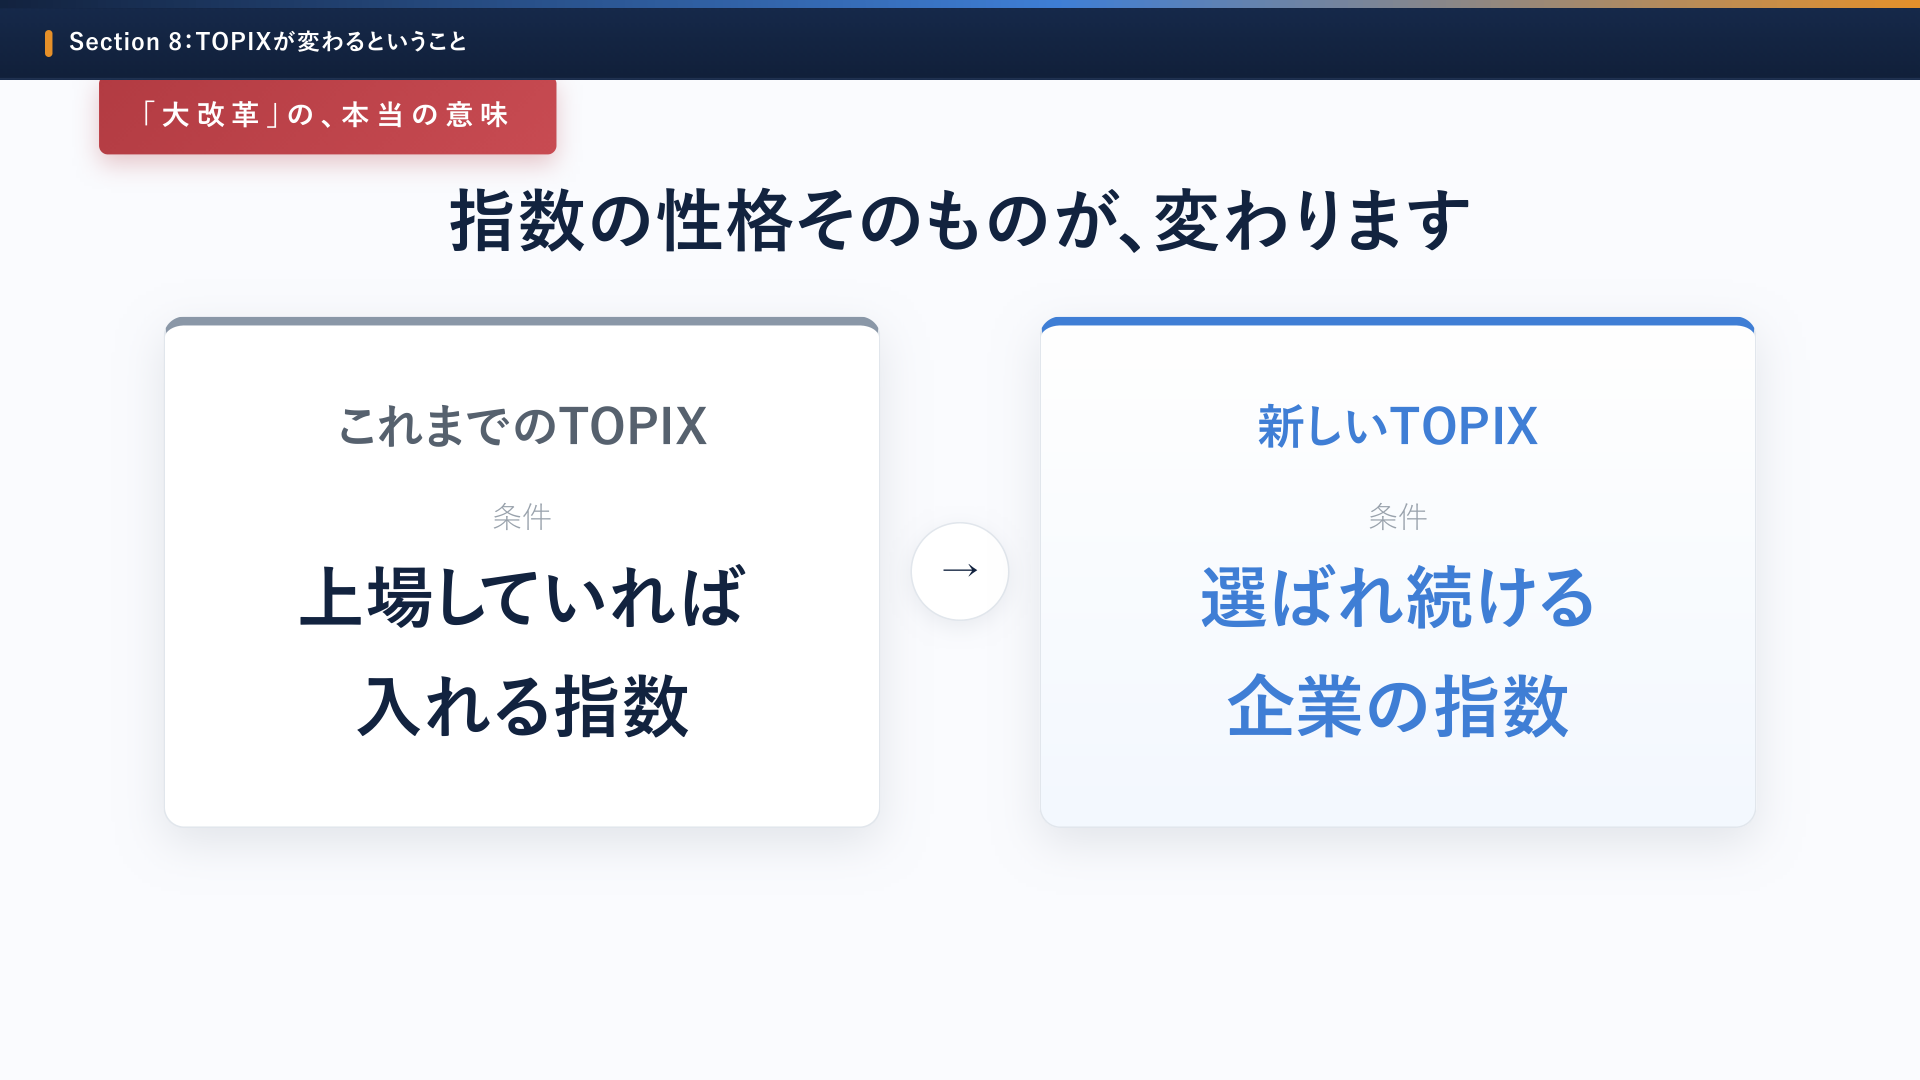 Section 8：TOPIXが変わるということ
「大改革」の、本当の意味
指数の性格そのものが、変わります
これまでのTOPIX
条件
上場していれば
入れる指数
→
新しいTOPIX
条件
選ばれ続ける
企業の指数